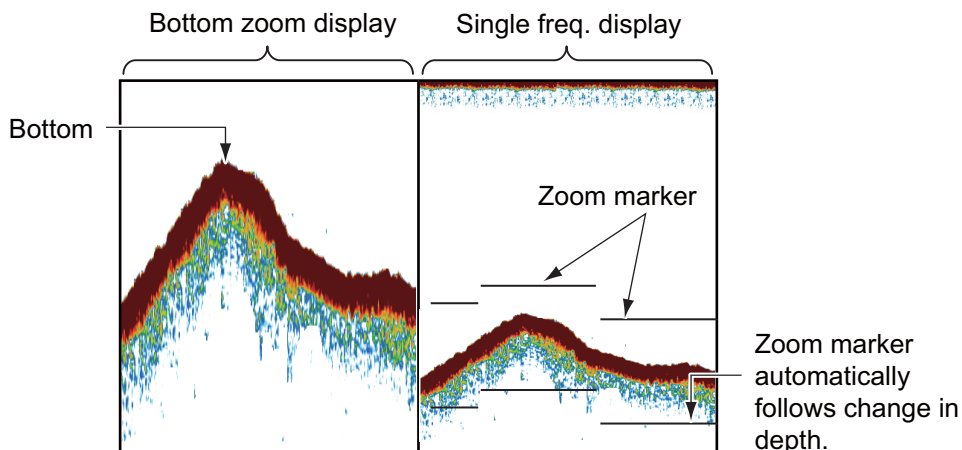 Bottom zoom display
Single freq. display
Bottom
Zoom marker
Zoom marker
automatically
follows change in
depth.